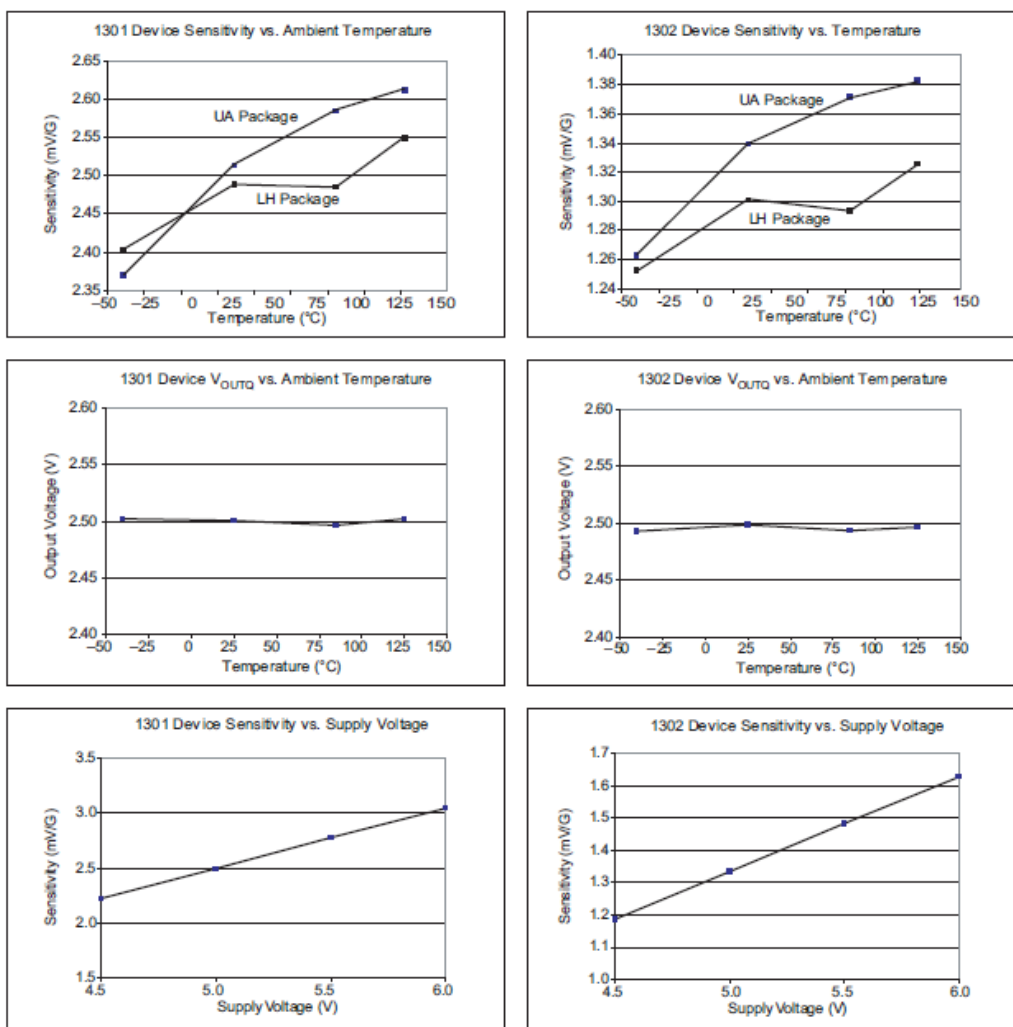 1301 Device Sensitivity vs. Ambient Temperature
2.65
2.60
2.55
2.50
2.45
2.40
2.35
Sensitivity (mV/G)
UA Package
LH Package
–50 –25 0 25 50 75 100 125 150
Temperature (°C)
1302 Device Sensitivity vs. Temperature
1.40
1.38
1.36
1.34
1.32
1.30
1.28
1.26
1.24
Sensitivity (mV/G)
UA Package
LH Package
–50 –25 0 25 50 75 100 125 150
Temperature (°C)
1301 Device VOUTQ vs. Ambient Temperature
2.60
2.55
2.50
2.45
2.40
Output Voltage (V)
–50 –25 0 25 50 75 100 125 150
Temperature (°C)
1302 Device VOUTQ vs. Ambient Temperature
2.60
2.55
2.50
2.45
2.40
Output Voltage (V)
–50 –25 0 25 50 75 100 125 150
Temperature (°C)
1301 Device Sensitivity vs. Supply Voltage
3.5
3.0
2.5
2.0
1.5
Sensitivity (mV/G)
4.5 5.0 5.5 6.0
Supply Voltage (V)
1302 Device Sensitivity vs. Supply Voltage
1.7
1.6
1.5
1.4
1.3
1.2
1.1
1.0
Sensitivity (mV/G)
4.5 5.0 5.5 6.0
Supply Voltage (V)